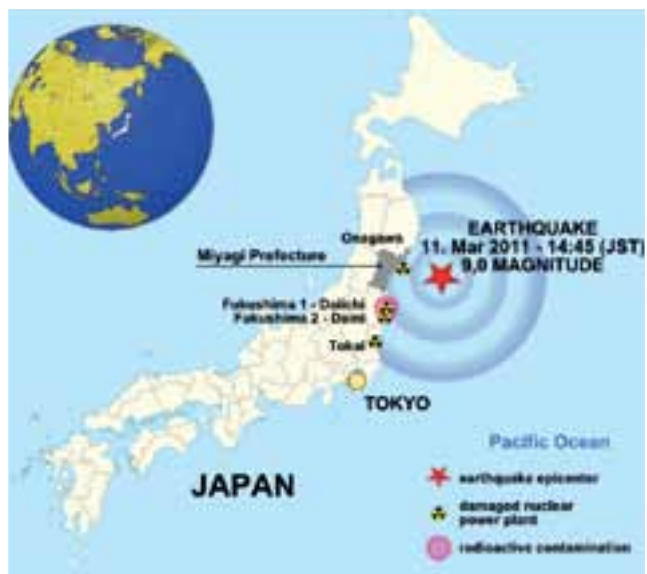 Onagawa
EARTHQUAKE
11. Mar 2011 - 14:45 (JST)
9,0 MAGNITUDE
Miyagi Prefecture
Fukushima 1 - Daiichi
Fukushima 2 - Daini
Tokai
TOKYO
JAPAN
Pacific Ocean
earthquake epicenter
damaged nuclear
power plant
radioactive contamination